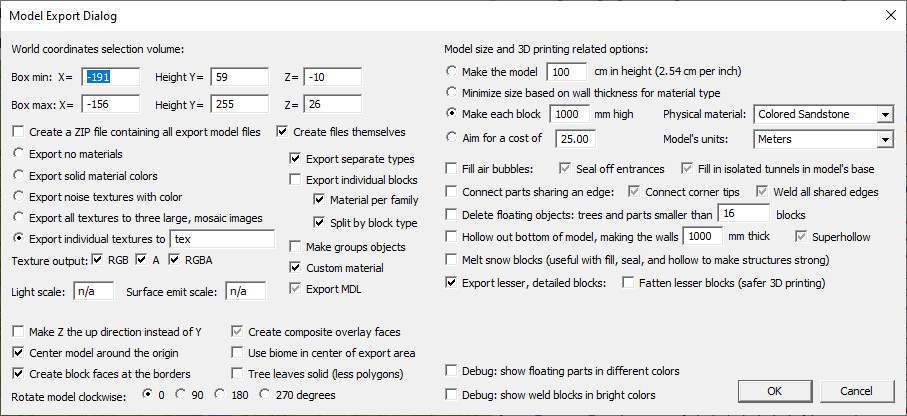 Model Export Dialog
World coordinates selection volume:
Box min: X= -191 Height Y= 59 Z= -10
Box max: X= -156 Height Y= 255 Z= 26
Create a ZIP file containing all export model files Create files themselves
Export no materials
Export solid material colors
Export noise textures with color
Export all textures to three large, mosaic images
Export individual textures to tex
Texture output: RGB A RGBA
Export separate types
Export individual blocks
Material per family
Split by block type
Make groups objects
Custom material
Export MDL
Light scale: n/a Surface emit scale: n/a
Make Z the up direction instead of Y
Center model around the origin
Create block faces at the borders
Create composite overlay faces
Use biome in center of export area
Tree leaves solid (less polygons)
Rotate model clockwise: 0 90 180 270 degrees
Model size and 3D printing related options:
Make the model 100 cm in height (2.54 cm per inch)
Minimize size based on wall thickness for material type
Make each block 1000 mm high Physical material: Colored Sandstone
Aim for a cost of 25.00 Model's units: Meters
Fill air bubbles: Seal off entrances Fill in isolated tunnels in model's base
Connect parts sharing an edge: Connect corner tips Weld all shared edges
Delete floating objects: trees and parts smaller than 16 blocks
Hollow out bottom of model, making the walls 1000 mm thick Superhollow
Melt snow blocks (useful with fill, seal, and hollow to make structures strong)
Export lesser, detailed blocks: Fatten lesser blocks (safer 3D printing)
Debug: show floating parts in different colors
Debug: show weld blocks in bright colors
OK Cancel